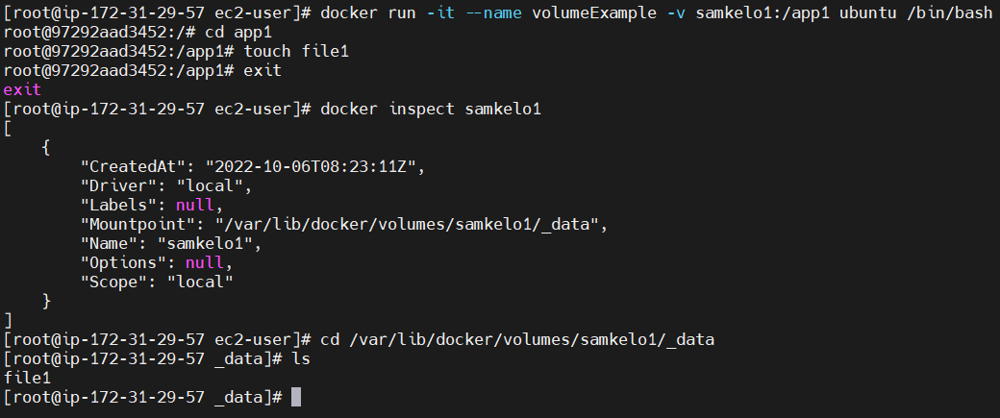 [root@ip-172-31-29-57 ec2-user]# docker run -it --name volumeExample -v samkelo1:/app1 ubuntu /bin/bash
root@97292aad3452:/# cd app1
root@97292aad3452:/app1# touch file1
root@97292aad3452:/app1# exit
exit
[root@ip-172-31-29-57 ec2-user]# docker inspect samkelo1
[
    {
        "CreatedAt": "2022-10-06T08:23:11Z",
        "Driver": "local",
        "Labels": null,
        "Mountpoint": "/var/lib/docker/volumes/samkelo1/_data",
        "Name": "samkelo1",
        "Options": null,
        "Scope": "local"
    }
]
[root@ip-172-31-29-57 ec2-user]# cd /var/lib/docker/volumes/samkelo1/_data
[root@ip-172-31-29-57 _data]# ls
file1
[root@ip-172-31-29-57 _data]#